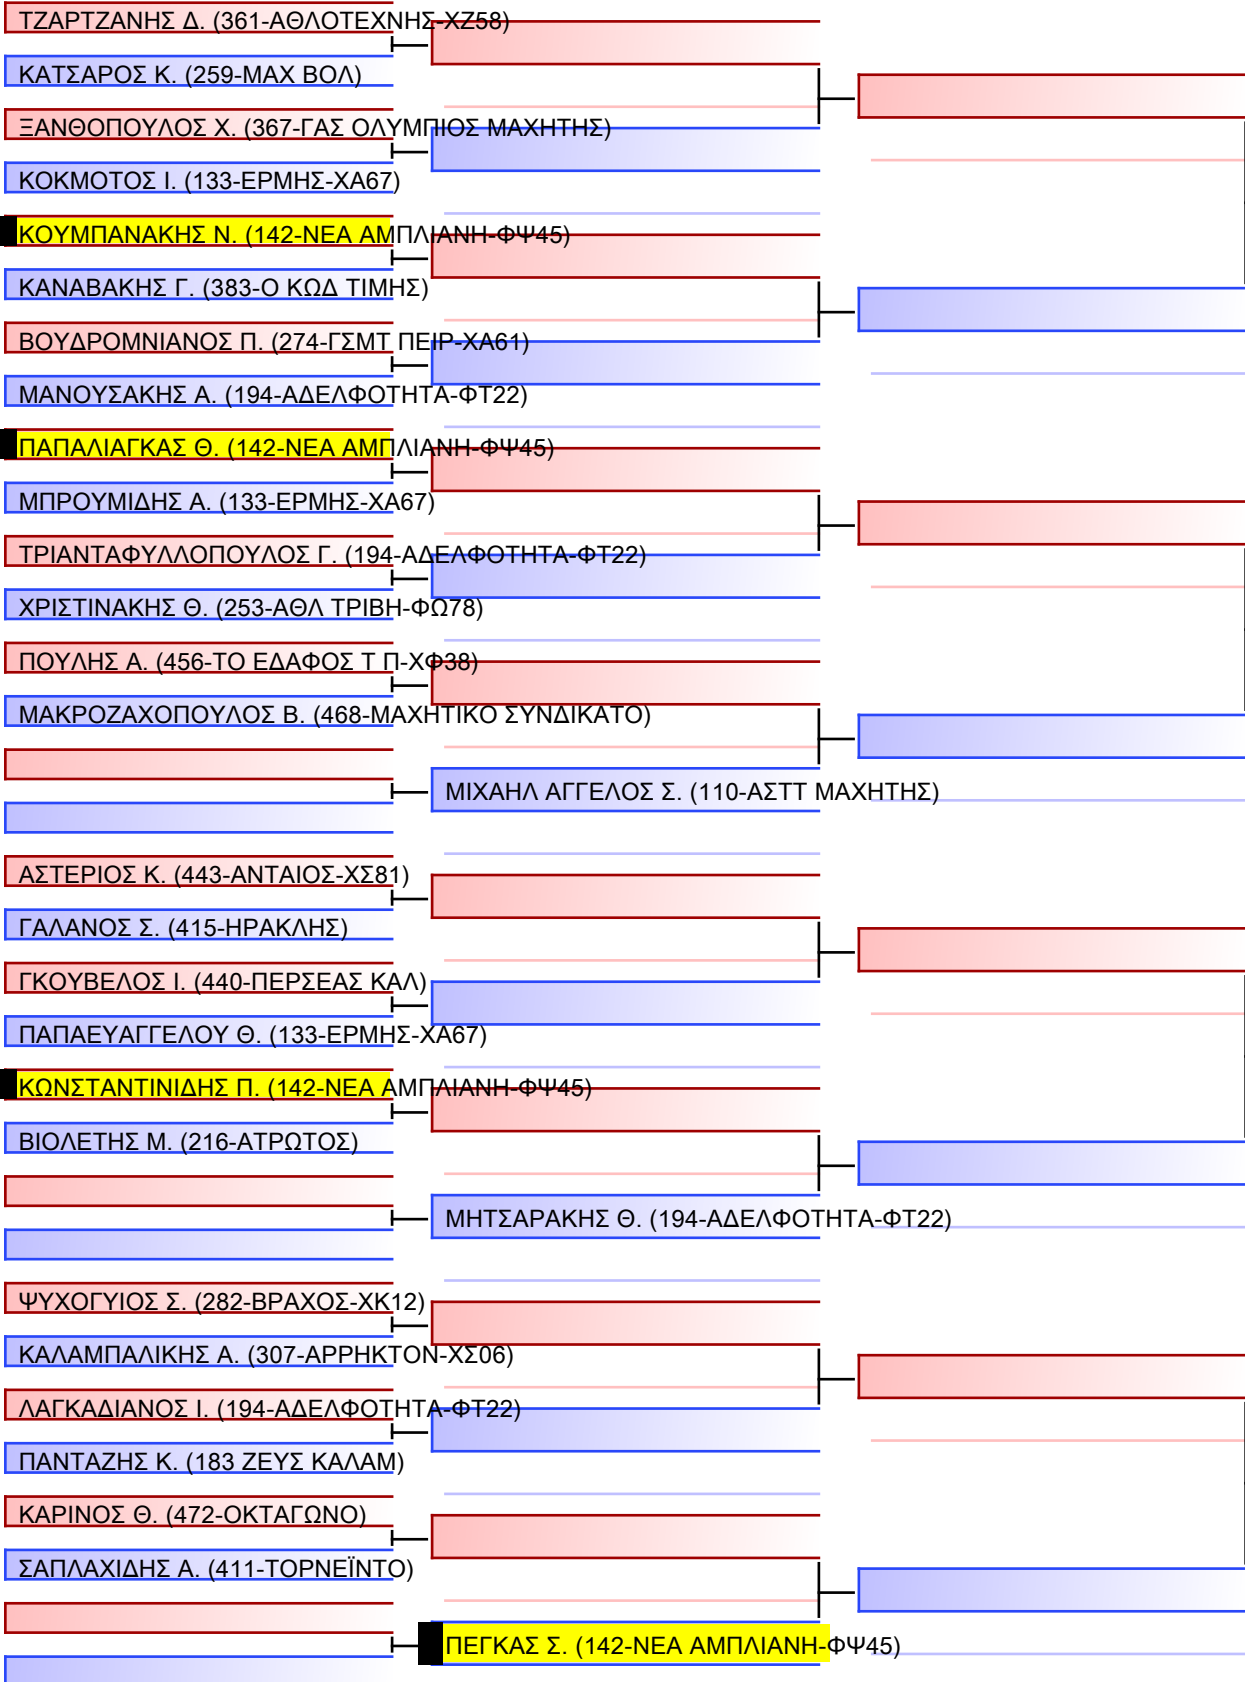 ΤΖΑΡΤΖΑΝΗΣ Δ. (361-ΑΘΛΟΤΕΧΝΗΣ-ΧΖ58)
ΚΑΤΣΑΡΟΣ Κ. (259-ΜΑΧ ΒΟΛ)
ΞΑΝΘΟΠΟΥΛΟΣ Χ. (367-ΓΑΣ ΟΛΥΜΠΙΟΣ ΜΑΧΗΤΗΣ)
ΚΟΚΜΟΤΟΣ Ι. (133-ΕΡΜΗΣ-ΧΑ67)
ΚΟΥΜΠΑΝΑΚΗΣ Ν. (142-ΝΕΑ ΑΜΠΛΙΑΝΗ-ΦΨ45)
ΚΑΝΑΒΑΚΗΣ Γ. (383-Ο ΚΩΔ ΤΙΜΗΣ)
ΒΟΥΔΡΟΜΝΙΑΝΟΣ Π. (274-ΓΣΜΤ ΠΕΙΡ-ΧΑ61)
ΜΑΝΟΥΣΑΚΗΣ Α. (194-ΑΔΕΛΦΟΤΗΤΑ-ΦΤ22)
ΠΑΠΑΛΙΑΓΚΑΣ Θ. (142-ΝΕΑ ΑΜΠΛΙΑΝΗ-ΦΨ45)
ΜΠΡΟΥΜΙΔΗΣ Α. (133-ΕΡΜΗΣ-ΧΑ67)
ΤΡΙΑΝΤΑΦΥΛΛΟΠΟΥΛΟΣ Γ. (194-ΑΔΕΛΦΟΤΗΤΑ-ΦΤ22)
ΧΡΙΣΤΙΝΑΚΗΣ Θ. (253-ΑΘΛ ΤΡΙΒΗ-ΦΩ78)
ΠΟΥΛΗΣ Α. (456-ΤΟ ΕΔΑΦΟΣ Τ Π-ΧΦ38)
ΜΑΚΡΟΖΑΧΟΠΟΥΛΟΣ Β. (468-ΜΑΧΗΤΙΚΟ ΣΥΝΔΙΚΑΤΟ)
ΜΙΧΑΗΛ ΑΓΓΕΛΟΣ Σ. (110-ΑΣΤΤ ΜΑΧΗΤΗΣ)
ΑΣΤΕΡΙΟΣ Κ. (443-ΑΝΤΑΙΟΣ-ΧΣ81)
ΓΑΛΑΝΟΣ Σ. (415-ΗΡΑΚΛΗΣ)
ΓΚΟΥΒΕΛΟΣ Ι. (440-ΠΕΡΣΕΑΣ ΚΑΛ)
ΠΑΠΑΕΥΑΓΓΕΛΟΥ Θ. (133-ΕΡΜΗΣ-ΧΑ67)
ΚΩΝΣΤΑΝΤΙΝΙΔΗΣ Π. (142-ΝΕΑ ΑΜΠΛΙΑΝΗ-ΦΨ45)
ΒΙΟΛΕΤΗΣ Μ. (216-ΑΤΡΩΤΟΣ)
ΜΗΤΣΑΡΑΚΗΣ Θ. (194-ΑΔΕΛΦΟΤΗΤΑ-ΦΤ22)
ΨΥΧΟΓΥΙΟΣ Σ. (282-ΒΡΑΧΟΣ-ΧΚ12)
ΚΑΛΑΜΠΑΛΙΚΗΣ Α. (307-ΑΡΡΗΚΤΟΝ-ΧΣ06)
ΛΑΓΚΑΔΙΑΝΟΣ Ι. (194-ΑΔΕΛΦΟΤΗΤΑ-ΦΤ22)
ΠΑΝΤΑΖΗΣ Κ. (183 ΖΕΥΣ ΚΑΛΑΜ)
ΚΑΡΙΝΟΣ Θ. (472-ΟΚΤΑΓΩΝΟ)
ΣΑΠΛΑΧΙΔΗΣ Α. (411-ΤΟΡΝΕΪΝΤΟ)
ΠΕΓΚΑΣ Σ. (142-ΝΕΑ ΑΜΠΛΙΑΝΗ-ΦΨ45)